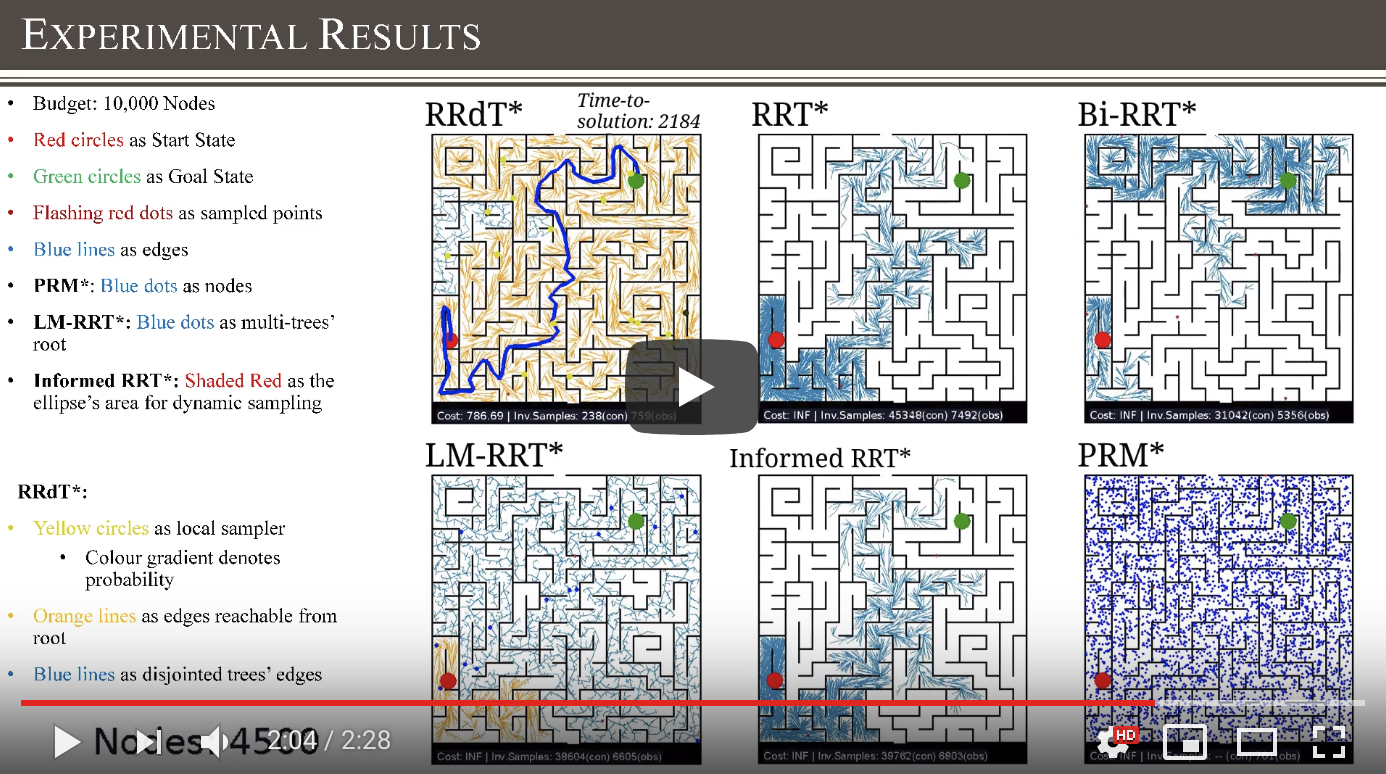 EXPERIMENTAL RESULTS
• Budget: 10,000 Nodes
• Red circles as Start State
• Green circles as Goal State
• Flashing red dots as sampled points
• Blue lines as edges
• PRM*: Blue dots as nodes
• LM-RRT*: Blue dots as multi-trees’
root
• Informed RRT*: Shaded Red as the
ellipse’s area for dynamic sampling
RRdT*:
• Yellow circles as local sampler
• Colour gradient denotes
probability
• Orange lines as edges reachable from
root
• Blue lines as disjointed trees’ edges
RRdT*
Time-to-
solution: 2184
Cost: 786.69 | Inv.Samples: 238(con) 759(obs)
RRT*
Cost: INF | Inv.Samples: 45348(con) 7492(obs)
Bi-RRT*
Cost: INF | Inv.Samples: 31042(con) 5356(obs)
LM-RRT*
Cost: INF | Inv.Samples: 38604(con) 6605(obs)
Informed RRT*
Cost: INF | Inv.Samples: 39762(con) 6803(obs)
PRM*
Cost: INF | Inv.Samples: -- (con) 761(obs)
2:04 / 2:28
HD